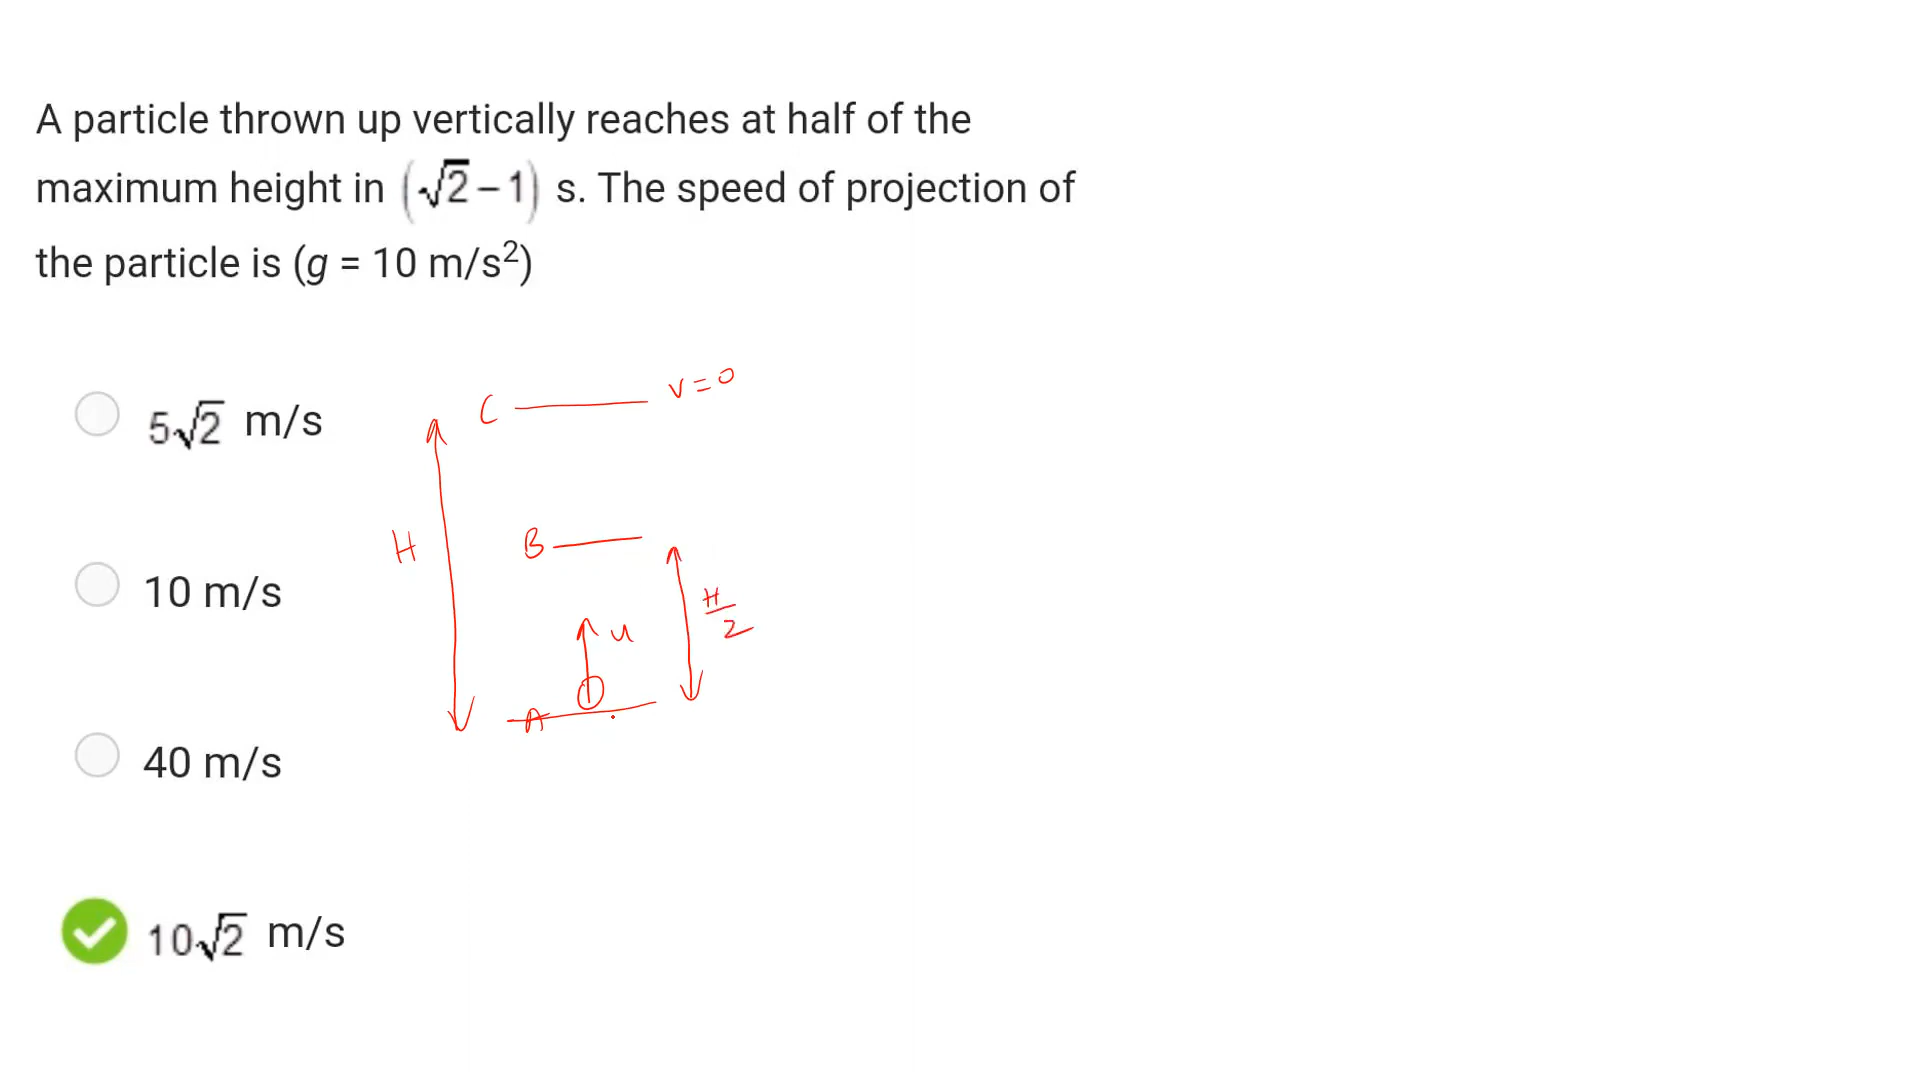 A particle thrown up vertically reaches at half of the
maximum height in (√2 − 1) s. The speed of projection of
the particle is (g = 10 m/s²)
C
v=0
5√2 m/s
H
B
10 m/s
H/2
u
A
40 m/s
10√2 m/s